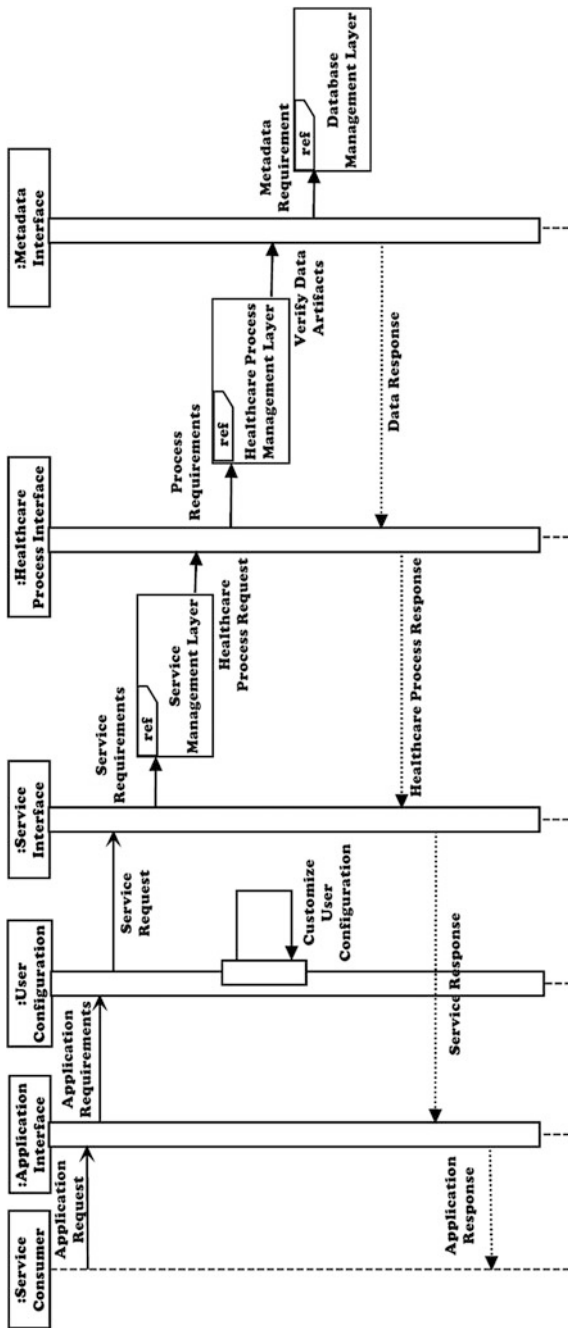 :Service
Consumer
:Application
Interface
:User
Configuration
:Service
Interface
:Healthcare
Process Interface
:Metadata
Interface
Application
Request
Application
Requirements
Service
Request
Service
Requirements
ref
Service
Management Layer
Healthcare
Process Request
Process
Requirements
ref
Healthcare Process
Management Layer
Verify Data
Artifacts
Metadata
Requirement
ref
Database
Management Layer
Customize
User
Configuration
Data Response
Healthcare Process Response
Service Response
Application
Response